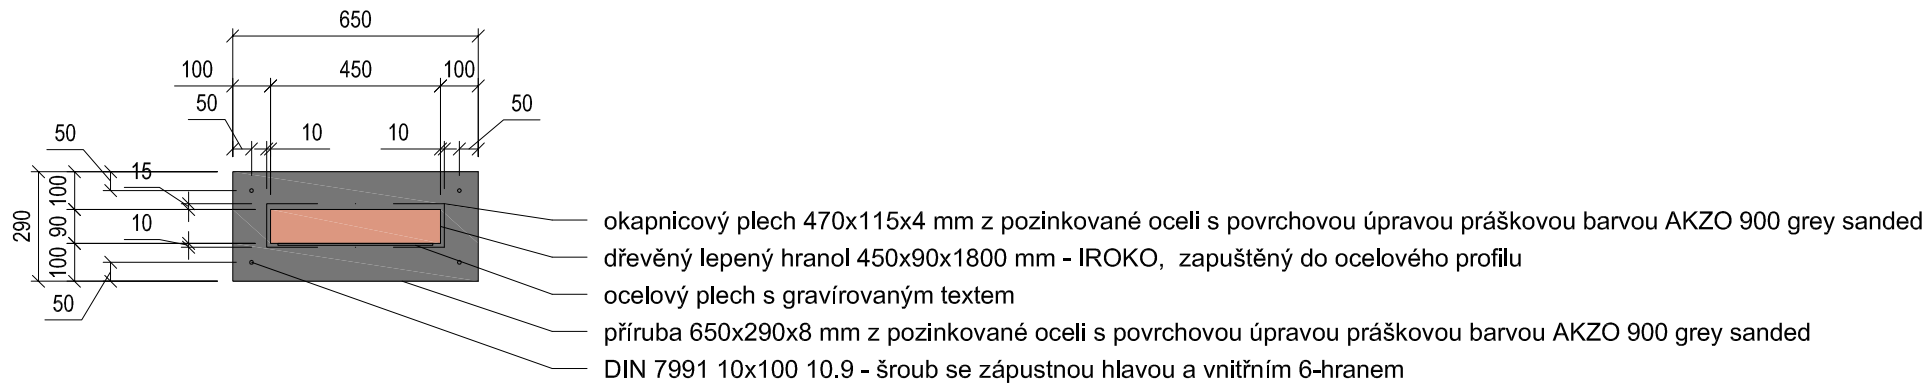 650
100 450 100
50 50
10 10
50
15
100
290 90
10
100
50
okapnicový plech 470x115x4 mm z pozinkované oceli s povrchovou úpravou práškovou barvou AKZO 900 grey sanded
dřevěný lepený hranol 450x90x1800 mm - IROKO, zapuštěný do ocelového profilu
ocelový plech s gravírovaným textem
příruba 650x290x8 mm z pozinkované oceli s povrchovou úpravou práškovou barvou AKZO 900 grey sanded
DIN 7991 10x100 10.9 - šroub se zápustnou hlavou a vnitřním 6-hranem